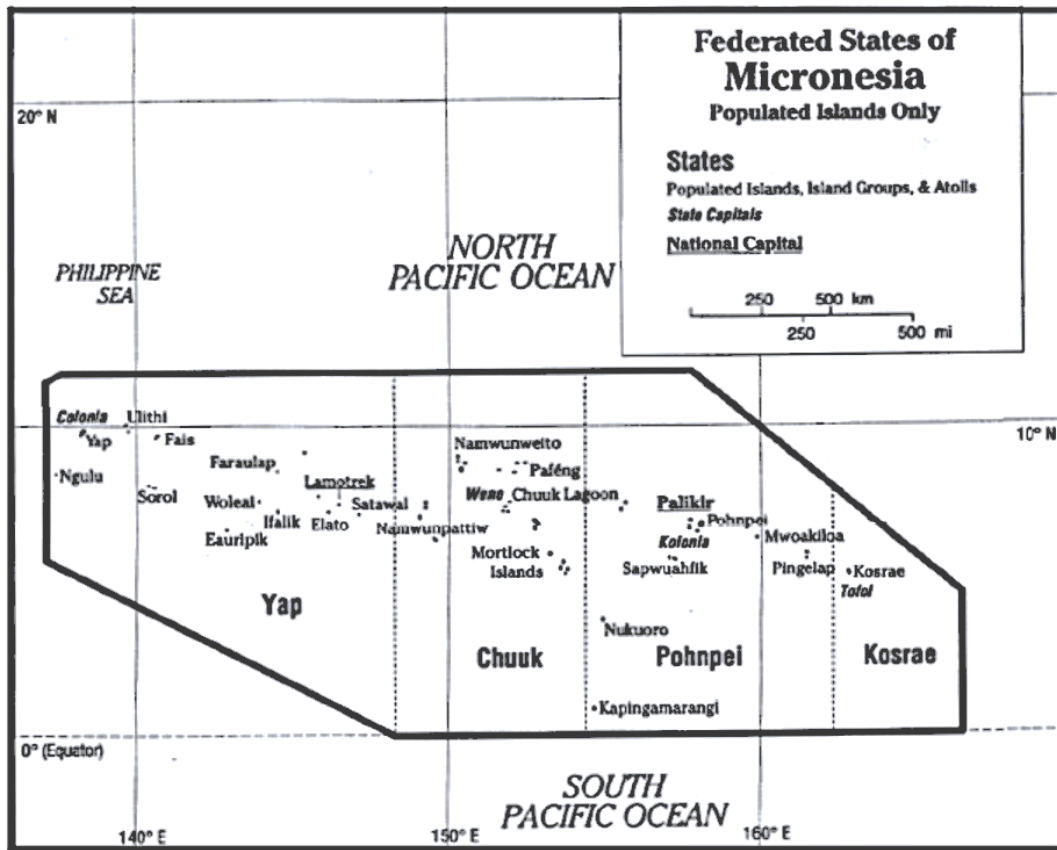 Federated States of
Micronesia
Populated Islands Only
States
Populated Islands, Island Groups, & Atolls
State Capitals
National Capital
250 500 km
250 500 mi
20° N
NORTH
PACIFIC OCEAN
PHILIPPINE
SEA
10° N
Colonia
Ulithi
Yap
Fais
Ngulu
Sorol
Faraulap
Woleai
Ifalik
Eauripik
Lamotrek
Elato
Satawal
Namwunweito
Paféng
Weno
Chuuk Lagoon
Namwunpattiw
Mortlock
Islands
Palikir
Pohnpei
Kolonia
Sapwuahfik
Mwoakiloa
Pingelap
Kosrae
Tofol
Nukuoro
Kapingamarangi
Yap
Chuuk
Pohnpei
Kosrae
0° (Equator)
SOUTH
PACIFIC OCEAN
140° E
150° E
160° E